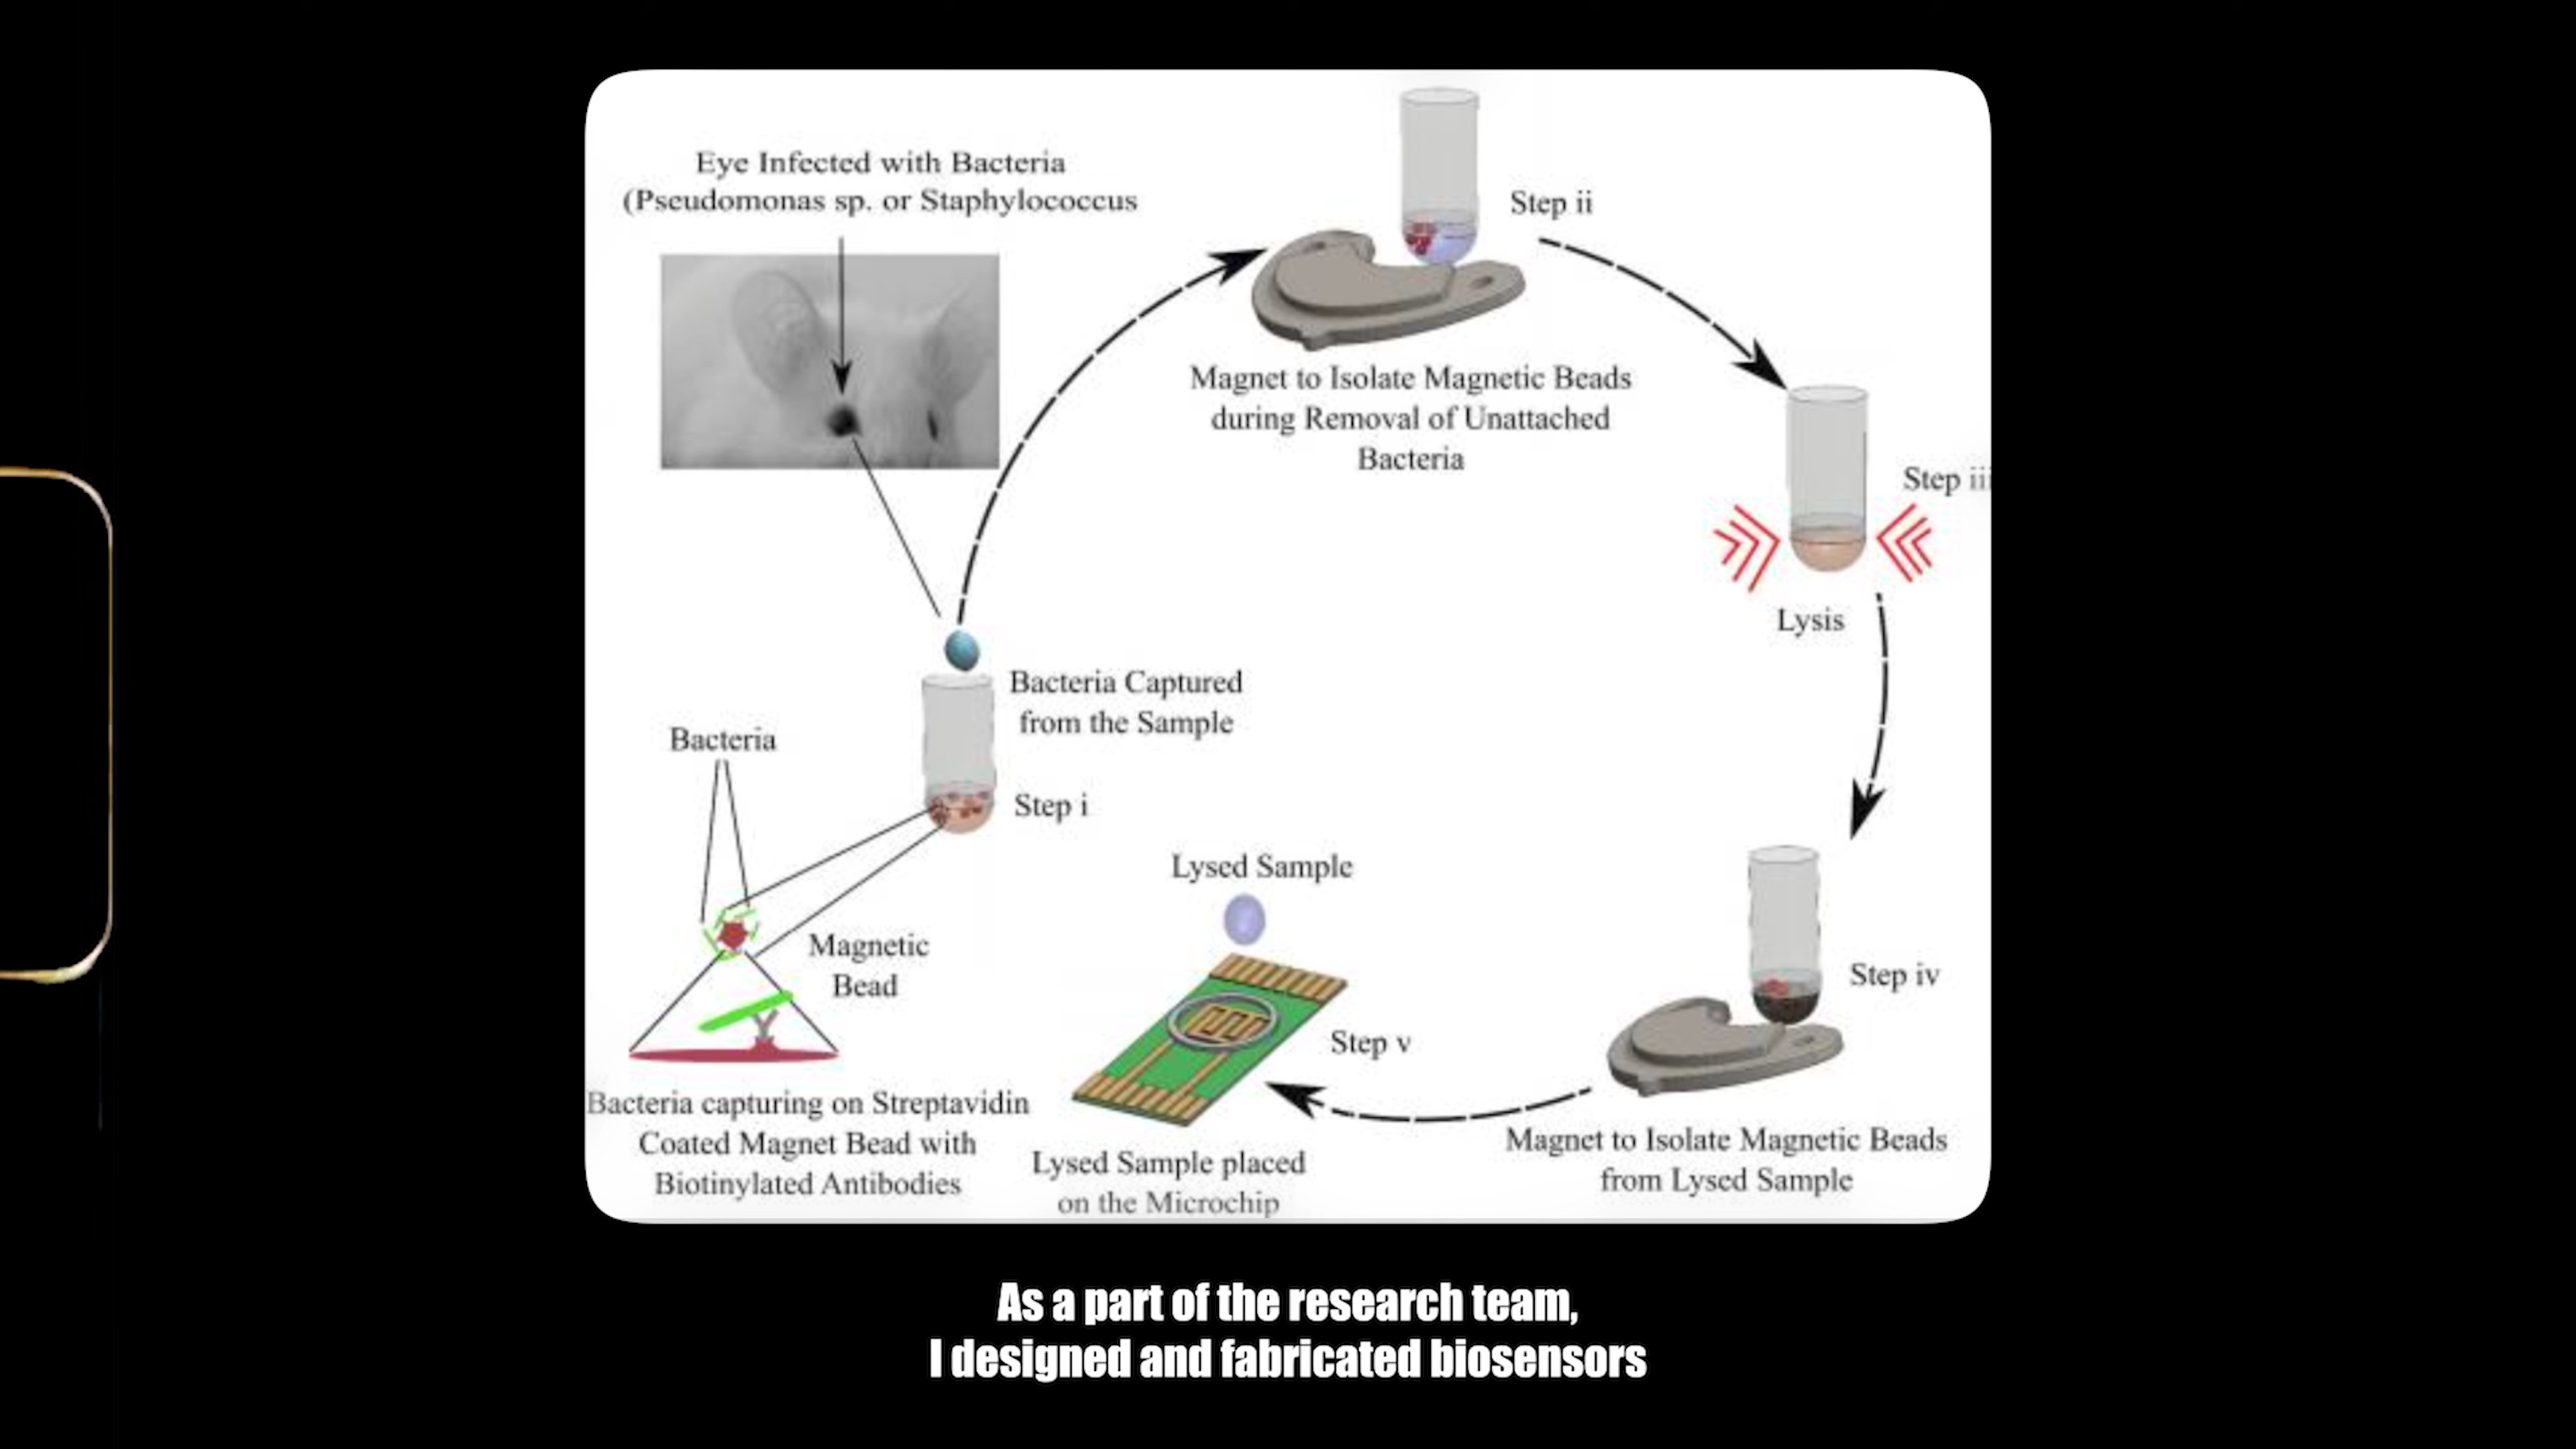 Eye Infected with Bacteria
(Pseudomonas sp. or Staphylococcus
Step ii
Magnet to Isolate Magnetic Beads
during Removal of Unattached
Bacteria
Step iii
Lysis
Bacteria Captured
from the Sample
Step i
Bacteria
Magnetic
Bead
Bacteria capturing on Streptavidin
Coated Magnet Bead with
Biotinylated Antibodies
Lysed Sample
Step v
Lysed Sample placed
on the Microchip
Step iv
Magnet to Isolate Magnetic Beads
from Lysed Sample
As a part of the research team,
I designed and fabricated biosensors